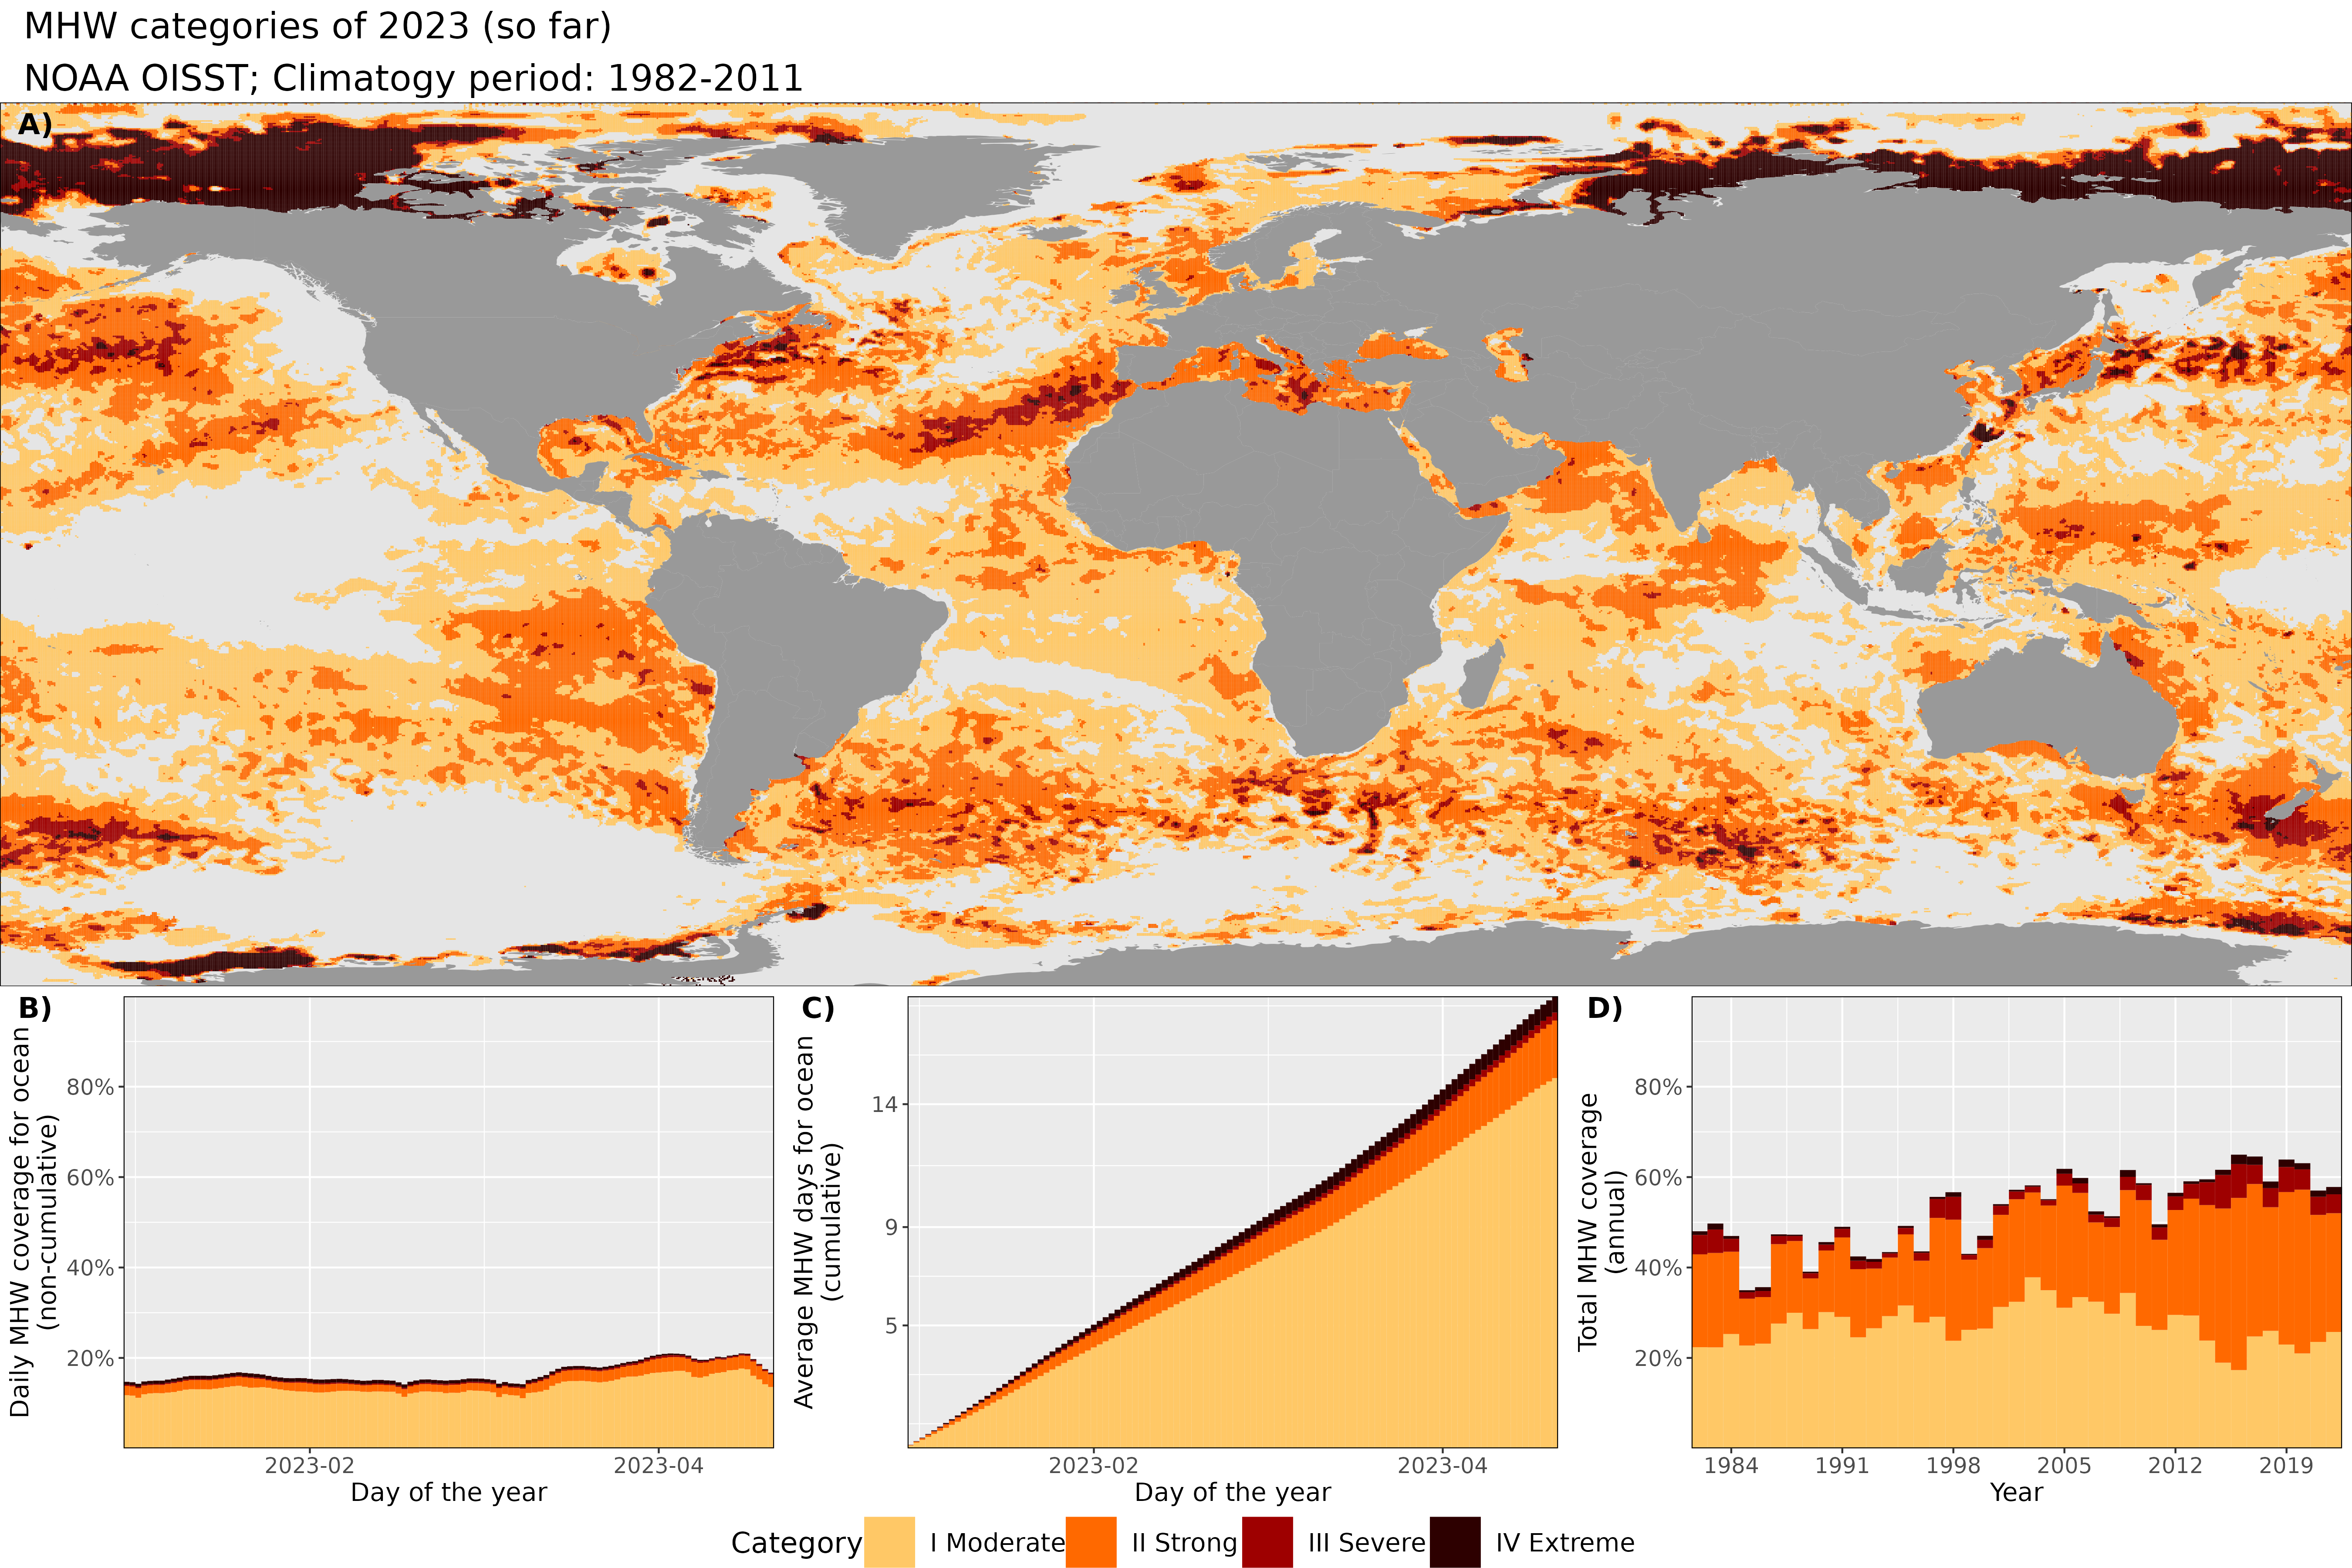 MHW categories of 2023 (so far)
NOAA OISST; Climatogy period: 1982-2011
A)
B)
Daily MHW coverage for ocean
(non-cumulative)
80%
60%
40%
20%
2023-02
2023-04
Day of the year
C)
Average MHW days for ocean
(cumulative)
14
9
5
2023-02
2023-04
Day of the year
D)
Total MHW coverage
(annual)
80%
60%
40%
20%
1984
1991
1998
2005
2012
2019
Year
Category
I Moderate
II Strong
III Severe
IV Extreme